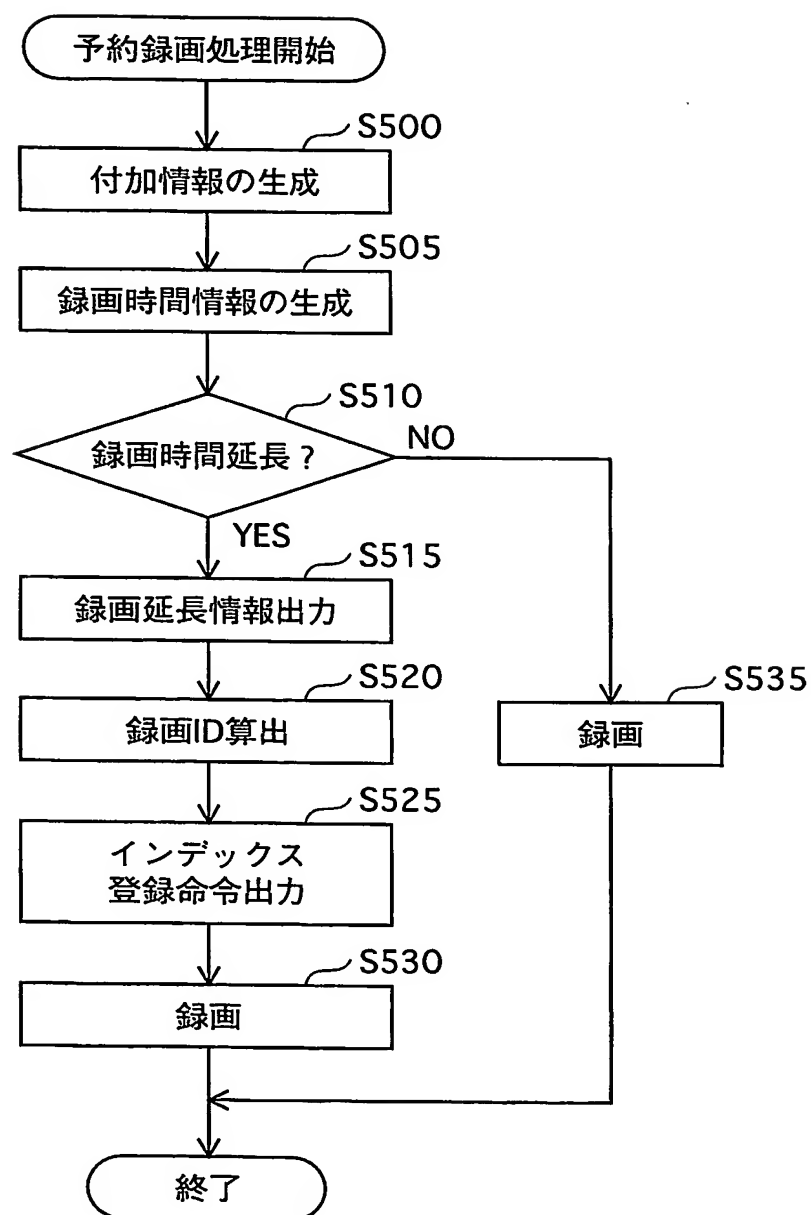 予約録画処理開始
S500
付加情報の生成
S505
録画時間情報の生成
S510
録画時間延長?
NO
YES
S515
録画延長情報出力
S520
録画ID算出
S535
録画
S525
インデックス
登録命令出力
S530
録画
終了